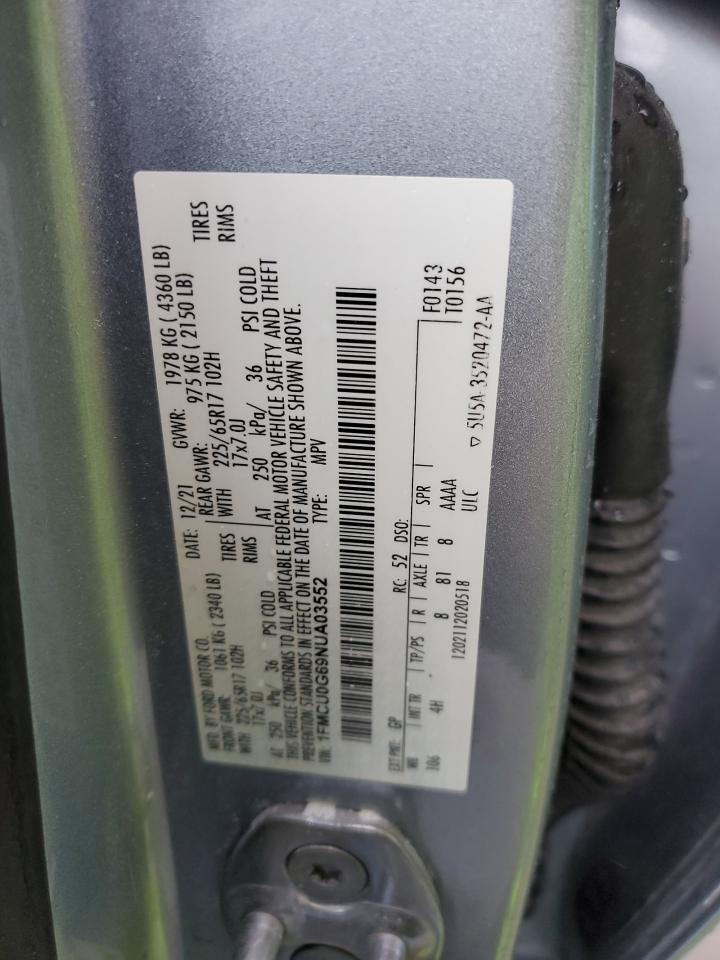 MFD. BY FORD MOTOR CO.
DATE: 12/21 GVWR: 1978 KG ( 4360 LB)
FRONT GAWR: 1061 KG ( 2340 LB) REAR GAWR: 975 KG ( 2150 LB)
WITH 225/65R17 102H TIRES WITH 225/65R17 102H TIRES
17x7.0J RIMS 17x7.0J RIMS
AT 250 kPa/ 36 PSI COLD AT 250 kPa/ 36 PSI COLD
THIS VEHICLE CONFORMS TO ALL APPLICABLE FEDERAL MOTOR VEHICLE SAFETY AND THEFT
PREVENTION STANDARDS IN EFFECT ON THE DATE OF MANUFACTURE SHOWN ABOVE.
VIN: 1FMCU0G69NUA03552 TYPE: MPV
EXT PNT: GP RC: 52 DSO: F0143
WB INT TR TP/PS R AXLE TR SPR T0156
106 4H 8 81 8 AAAA
1202112020518 ULC
▽ 5U5A-3520472-AA